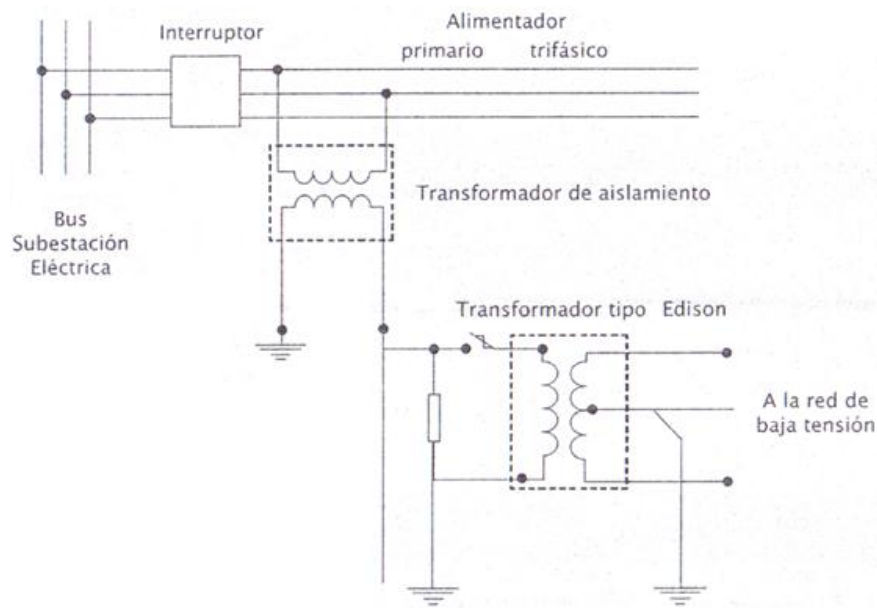 Interruptor
Alimentador
primario trifásico
Transformador de aislamiento
Bus
Subestación
Eléctrica
Transformador tipo Edison
A la red de
baja tensión